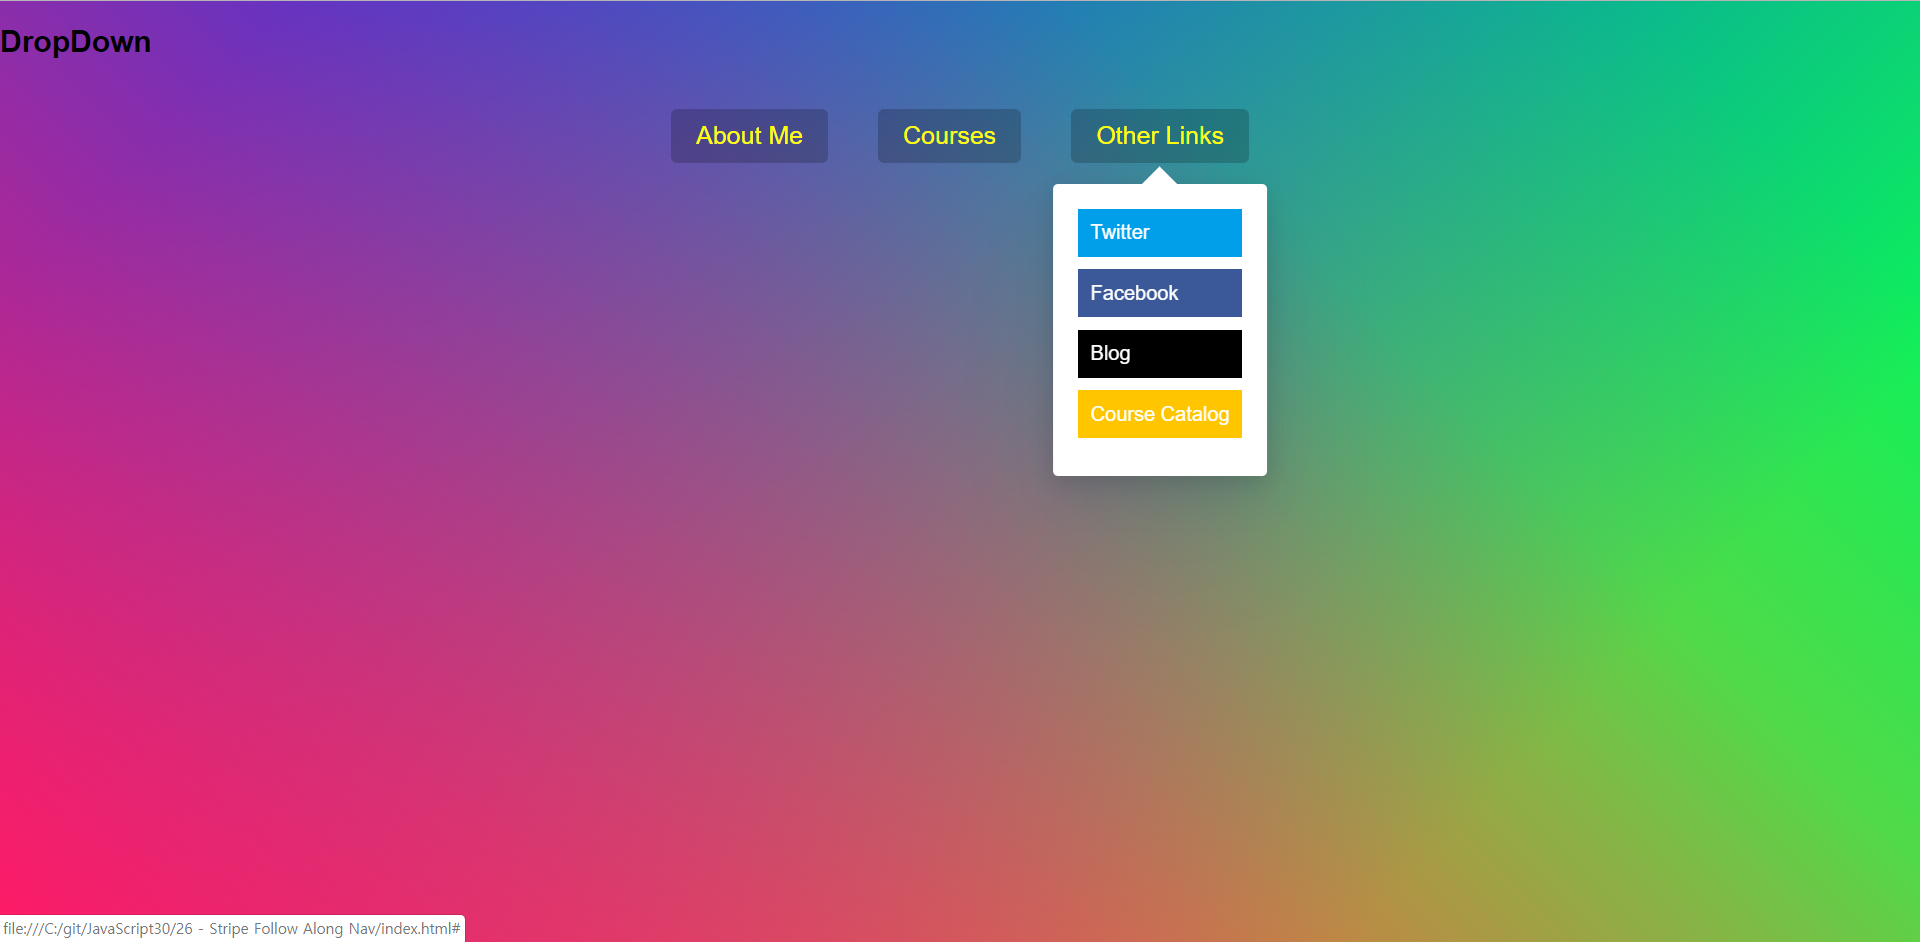 DropDown
About Me
Courses
Other Links
Twitter
Facebook
Blog
Course Catalog
file:///C:/git/JavaScript30/26 - Stripe Follow Along Nav/index.html#